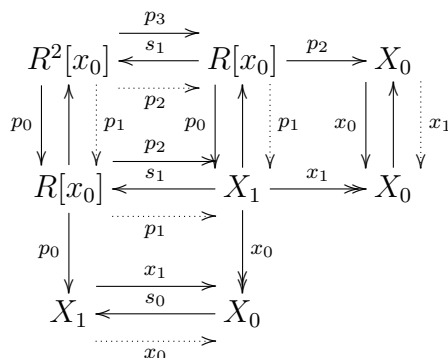 p₃
R²[x₀] s₁ R[x₀] p₂ X₀
p₂
p₀ p₁ p₀ p₁ x₀ x₁
p₂
R[x₀] s₁ X₁ x₁ X₀
p₁
p₀ x₀
x₁
X₁ s₀ X₀
x₀